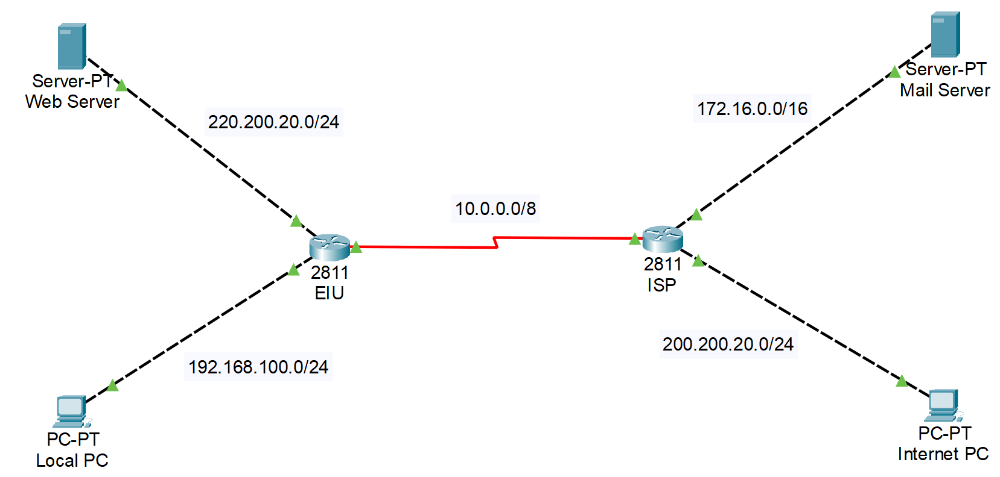 Server-PT
Web Server
Server-PT
Mail Server
220.200.20.0/24
172.16.0.0/16
10.0.0.0/8
2811
EIU
2811
ISP
192.168.100.0/24
200.200.20.0/24
PC-PT
Local PC
PC-PT
Internet PC